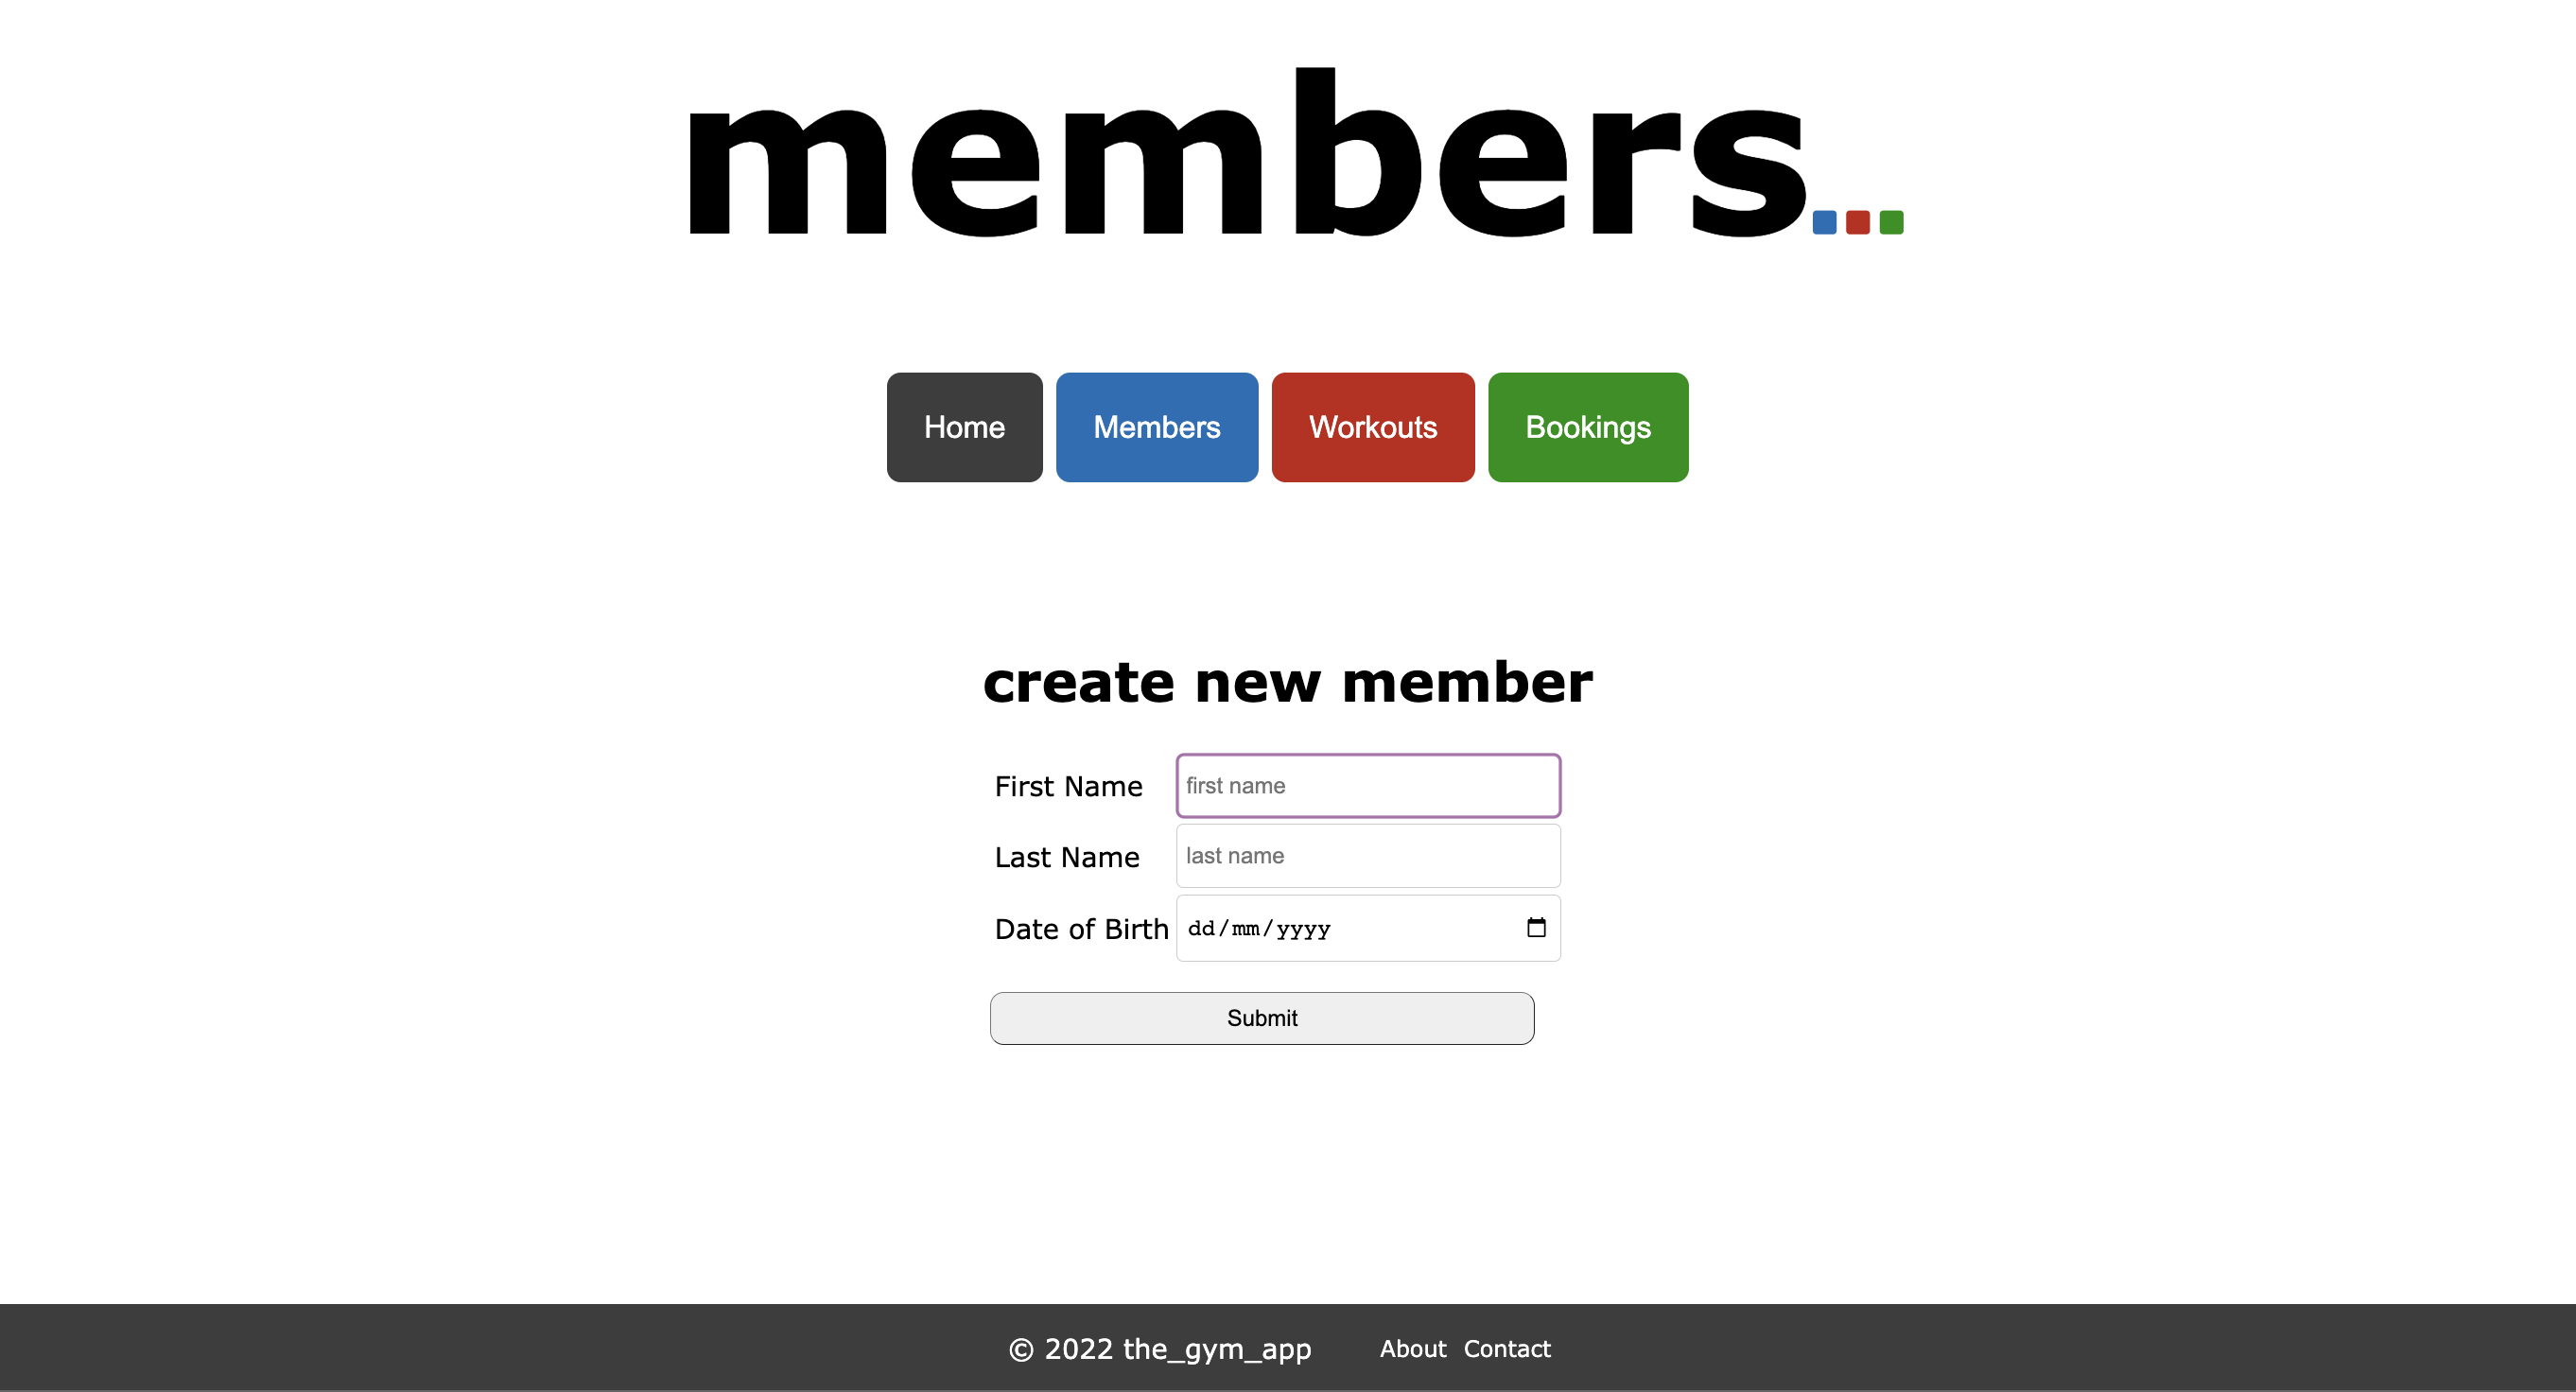 members
Home Members Workouts Bookings
create new member
First Name first name
Last Name last name
Date of Birth dd/mm/yyyy
Submit
© 2022 the_gym_app About Contact